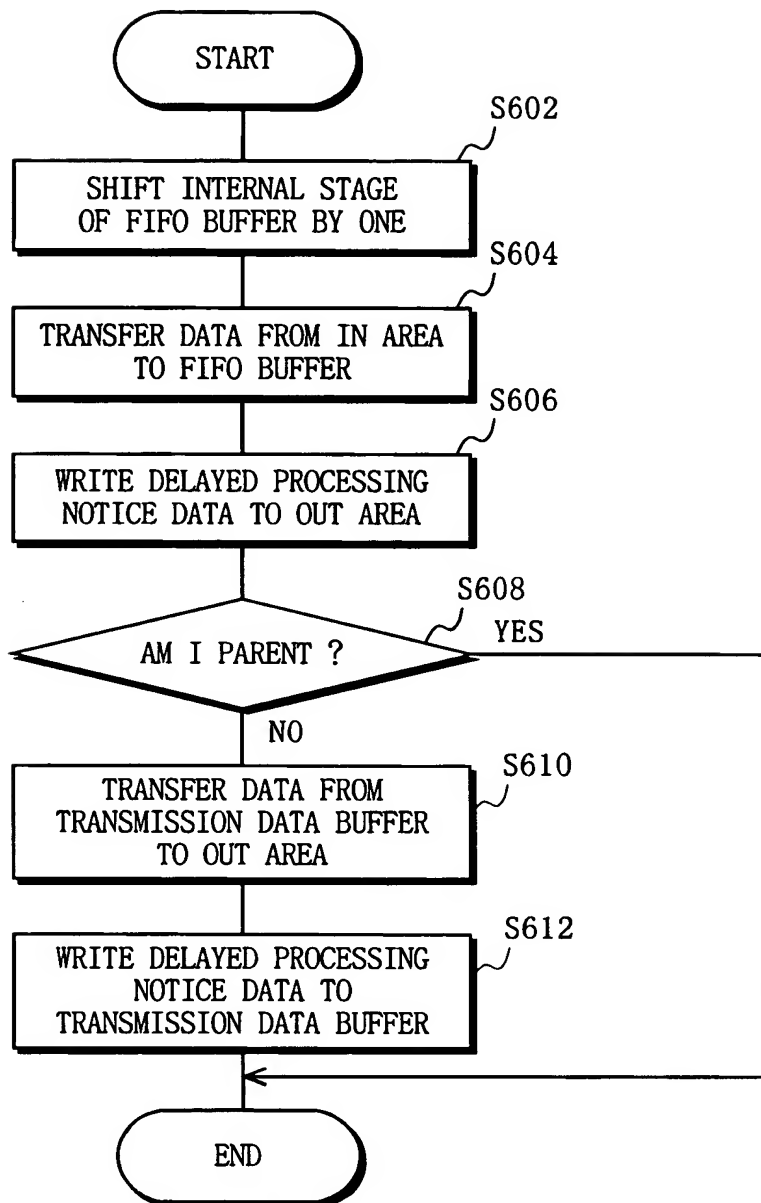 START
S602
SHIFT INTERNAL STAGE
OF FIFO BUFFER BY ONE
S604
TRANSFER DATA FROM IN AREA
TO FIFO BUFFER
S606
WRITE DELAYED PROCESSING
NOTICE DATA TO OUT AREA
S608
AM I PARENT ?
YES
NO
S610
TRANSFER DATA FROM
TRANSMISSION DATA BUFFER
TO OUT AREA
S612
WRITE DELAYED PROCESSING
NOTICE DATA TO
TRANSMISSION DATA BUFFER
END